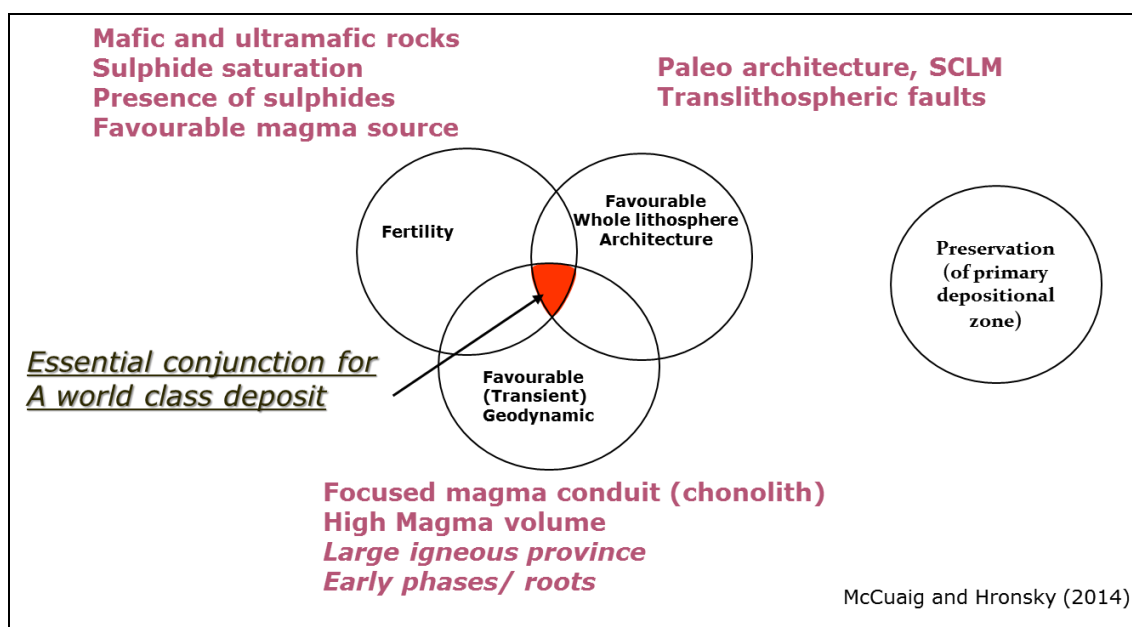 Mafic and ultramafic rocks
Sulphide saturation
Presence of sulphides
Favourable magma source
Paleo architecture, SCLM
Translithospheric faults
Fertility
Favourable
Whole lithosphere
Architecture
Preservation
(of primary
depositional
zone)
Essential conjunction for
A world class deposit
Favourable
(Transient)
Geodynamic
Focused magma conduit (chonolith)
High Magma volume
Large igneous province
Early phases/ roots
McCuaig and Hronsky (2014)